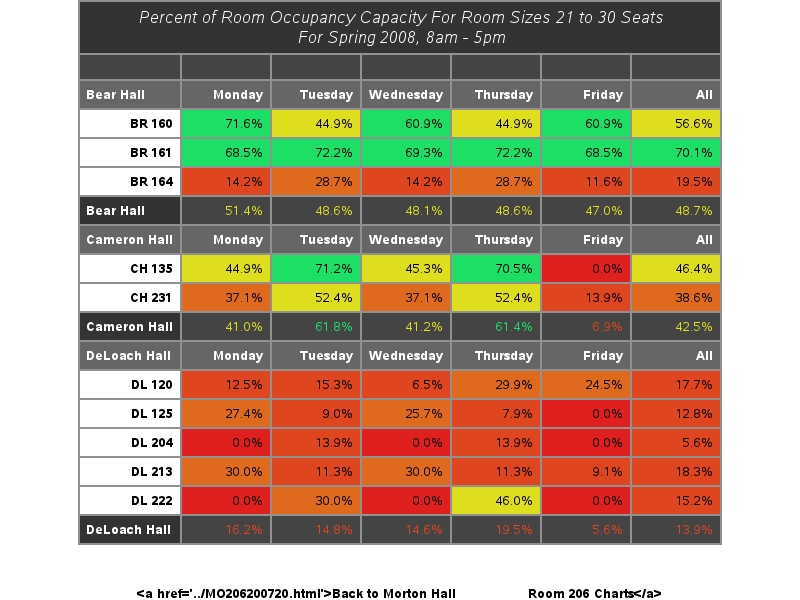 Percent of Room Occupancy Capacity For Room Sizes 21 to 30 Seats
For Spring 2008, 8am - 5pm
Bear Hall Monday Tuesday Wednesday Thursday Friday All
BR 160 71.6% 44.9% 60.9% 44.9% 60.9% 56.6%
BR 161 68.5% 72.2% 69.3% 72.2% 68.5% 70.1%
BR 164 14.2% 28.7% 14.2% 28.7% 11.6% 19.5%
Bear Hall 51.4% 48.6% 48.1% 48.6% 47.0% 48.7%
Cameron Hall Monday Tuesday Wednesday Thursday Friday All
CH 135 44.9% 71.2% 45.3% 70.5% 0.0% 46.4%
CH 231 37.1% 52.4% 37.1% 52.4% 13.9% 38.6%
Cameron Hall 41.0% 61.8% 41.2% 61.4% 6.9% 42.5%
DeLoach Hall Monday Tuesday Wednesday Thursday Friday All
DL 120 12.5% 15.3% 6.5% 29.9% 24.5% 17.7%
DL 125 27.4% 9.0% 25.7% 7.9% 0.0% 12.8%
DL 204 0.0% 13.9% 0.0% 13.9% 0.0% 5.6%
DL 213 30.0% 11.3% 30.0% 11.3% 9.1% 18.3%
DL 222 0.0% 30.0% 0.0% 46.0% 0.0% 15.2%
DeLoach Hall 16.2% 14.8% 14.6% 19.5% 5.6% 13.9%
<a href='../MO206200720.html'>Back to Morton Hall Room 206 Charts</a>